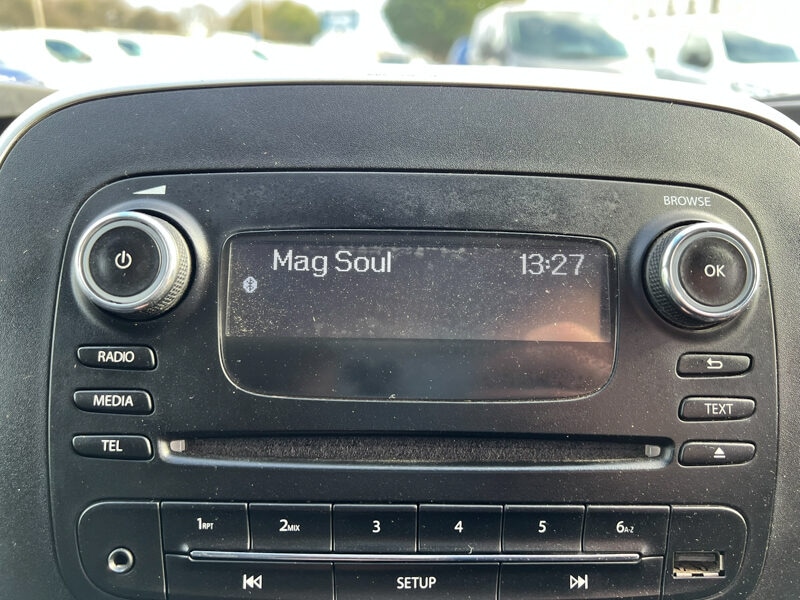 BROWSE
Mag Soul 13:27
OK
RADIO
MEDIA
TEXT
TEL
1RPT 2MIX 3 4 5 6A-Z
SETUP